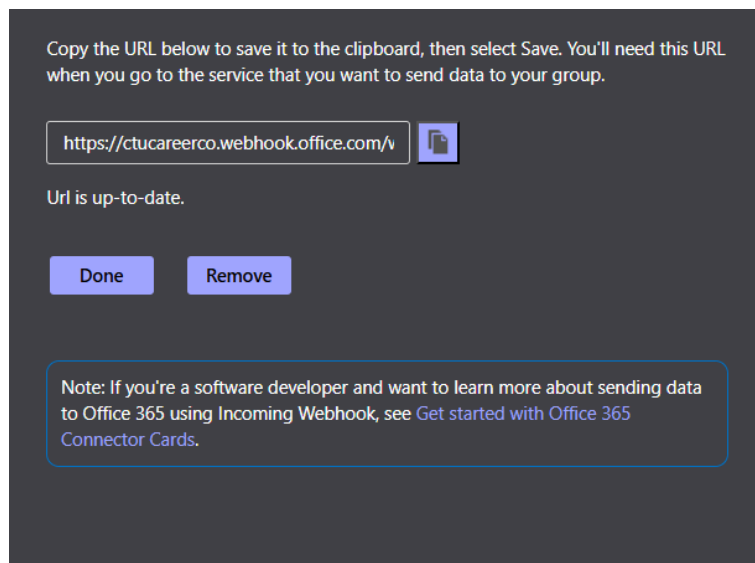 Copy the URL below to save it to the clipboard, then select Save. You'll need this URL
when you go to the service that you want to send data to your group.
https://ctucareerco.webhook.office.com/
Url is up-to-date.
Done
Remove
Note: If you're a software developer and want to learn more about sending data
to Office 365 using Incoming Webhook, see Get started with Office 365
Connector Cards.